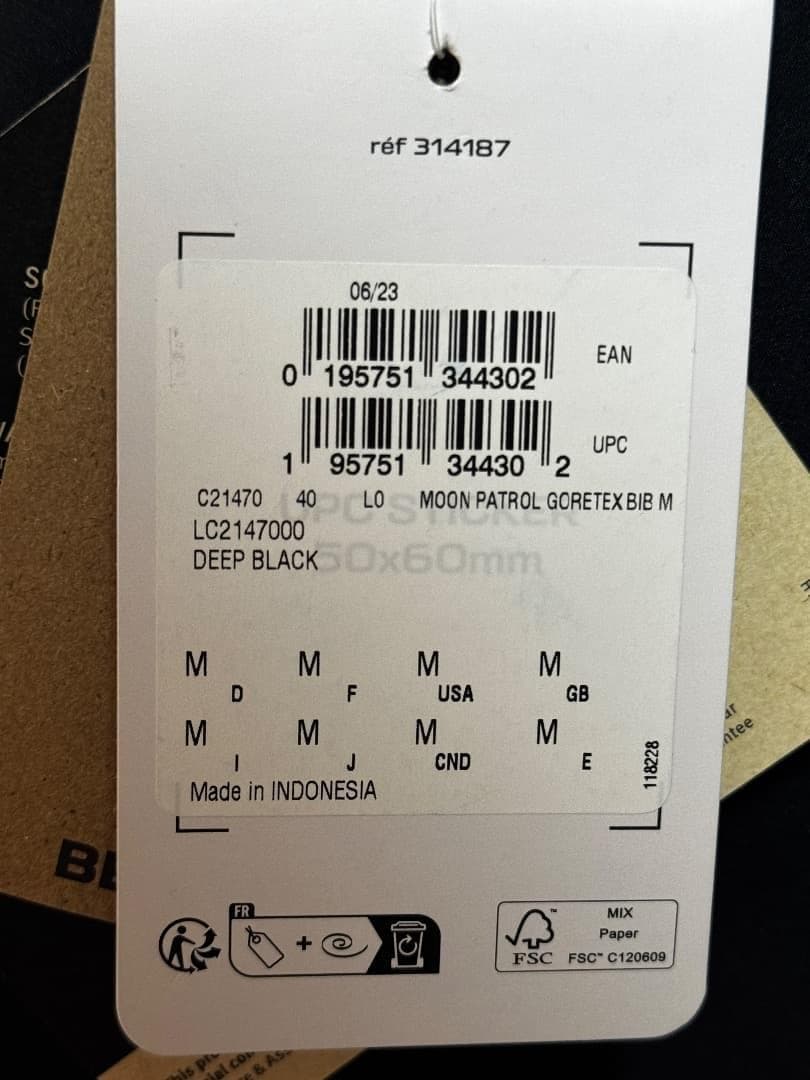 réf 314187
06/23
0 195751 344302
EAN
1 95751 34430 2
UPC
C21470 40 L0 MOON PATROL GORETEX BIB M
UPC STICKER
LC2147000
DEEP BLACK
50x60mm
M M M M
D F USA GB
M M M M
I J CND E
118228
Made in INDONESIA
FR
+
MIX
Paper
FSC
FSC™ C120609